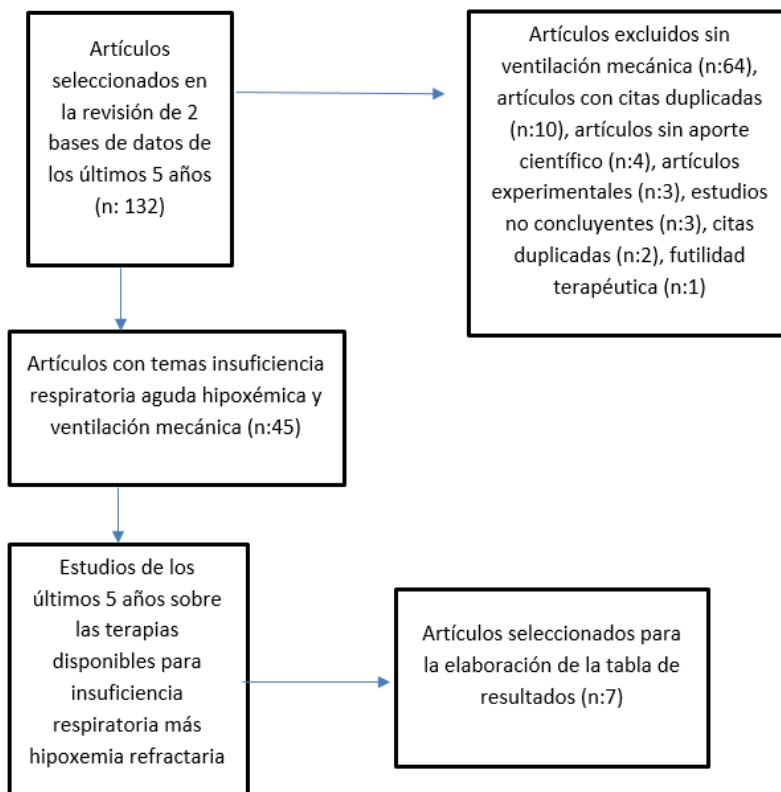 Artículos
seleccionados en
la revisión de 2
bases de datos de
los últimos 5 años
(n: 132)
Artículos excluidos sin
ventilación mecánica (n:64),
artículos con citas duplicadas
(n:10), artículos sin aporte
científico (n:4), artículos
experimentales (n:3), estudios
no concluyentes (n:3), citas
duplicadas (n:2), futilidad
terapéutica (n:1)
Artículos con temas insuficiencia
respiratoria aguda hipoxémica y
ventilación mecánica (n:45)
Estudios de los
últimos 5 años sobre
las terapias
disponibles para
insuficiencia
respiratoria más
hipoxemia refractaria
Artículos seleccionados para
la elaboración de la tabla de
resultados (n:7)